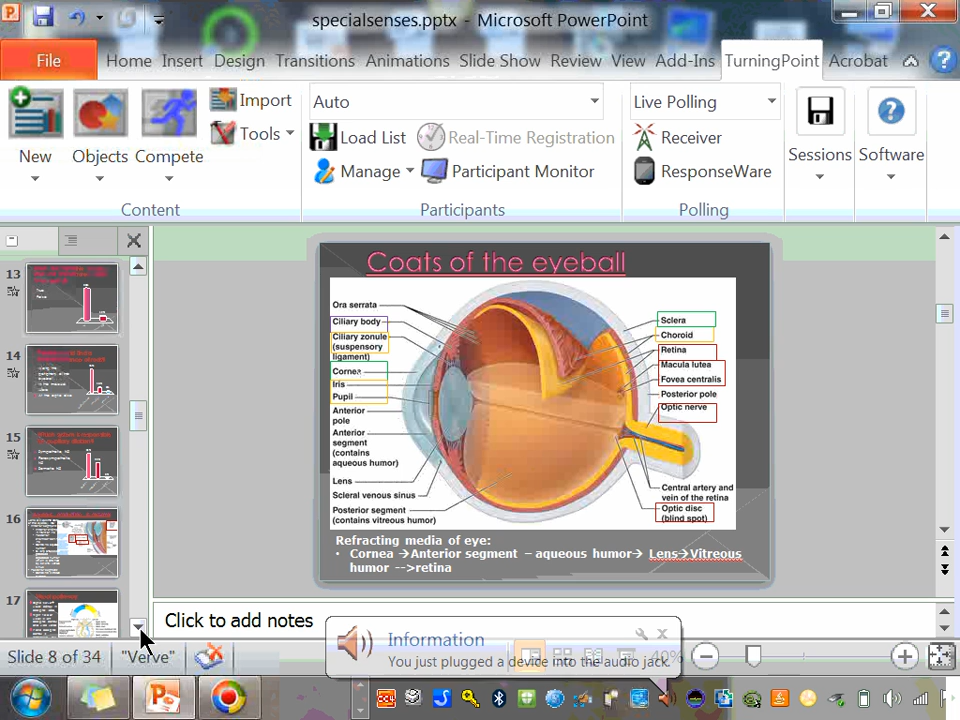 specialsenses.pptx - Microsoft PowerPoint
File Home Insert Design Transitions Animations Slide Show Review View Add-Ins TurningPoint Acrobat
New
Objects
Compete
Import
Tools
Content
Auto
Load List
Real-Time Registration
Manage
Participant Monitor
Participants
Live Polling
Receiver
ResponseWare
Polling
Sessions
Software
13
14
15
16
17
Coats of the eyeball
Ora serrata
Ciliary body
Ciliary zonule
(suspensory
ligament)
Cornea
Iris
Pupil
Anterior
pole
Anterior
segment
(contains
aqueous humor)
Lens
Scleral venous sinus
Posterior segment
(contains vitreous humor)
Sclera
Choroid
Retina
Macula lutea
Fovea centralis
Posterior pole
Optic nerve
Central artery and
vein of the retina
Optic disc
(blind spot)
Refracting media of eye:
• Cornea →Anterior segment – aqueous humor→ Lens→Vitreous
humor -->retina
Click to add notes
Information
You just plugged a device into the audio jack.
Slide 8 of 34 "Verve" 40%